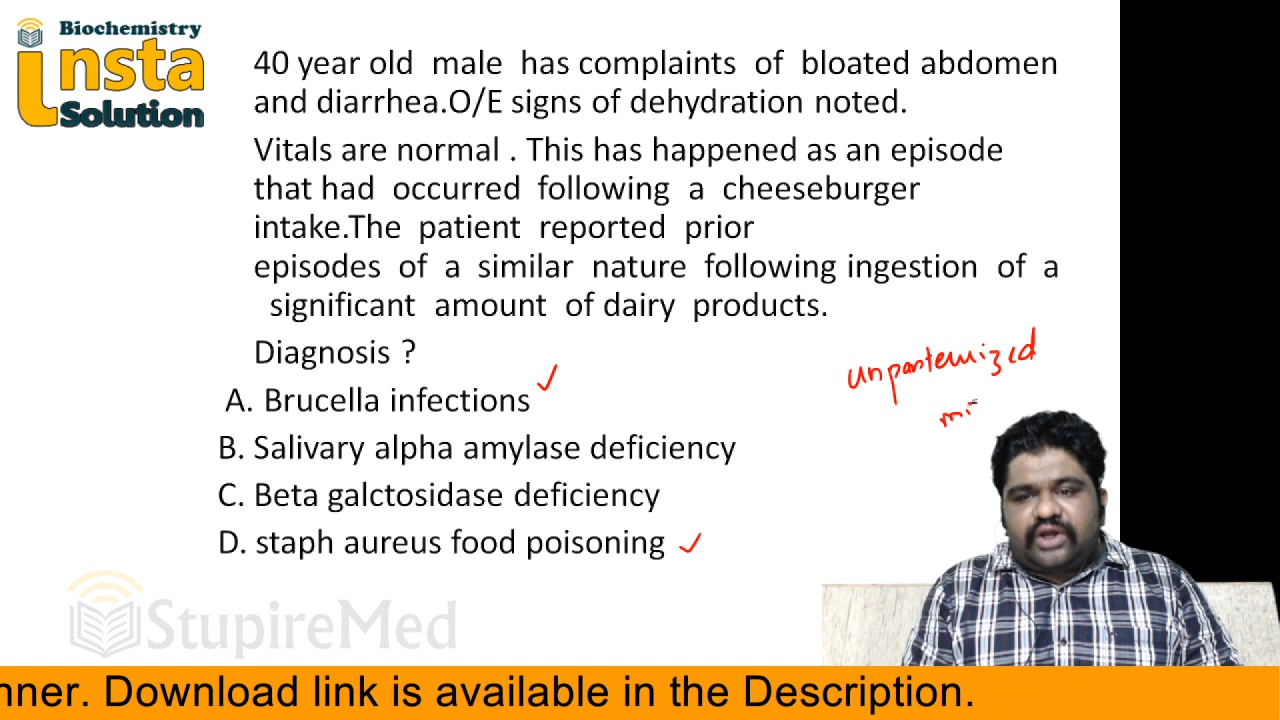 Biochemistry
Insta
Solution
40 year old male has complaints of bloated abdomen
and diarrhea.O/E signs of dehydration noted.
Vitals are normal . This has happened as an episode
that had occurred following a cheeseburger
intake.The patient reported prior
episodes of a similar nature following ingestion of a
significant amount of dairy products.
Diagnosis ?
unpasteurized
mi
A. Brucella infections
B. Salivary alpha amylase deficiency
C. Beta galctosidase deficiency
D. staph aureus food poisoning
StupireMed
nner. Download link is available in the Description.